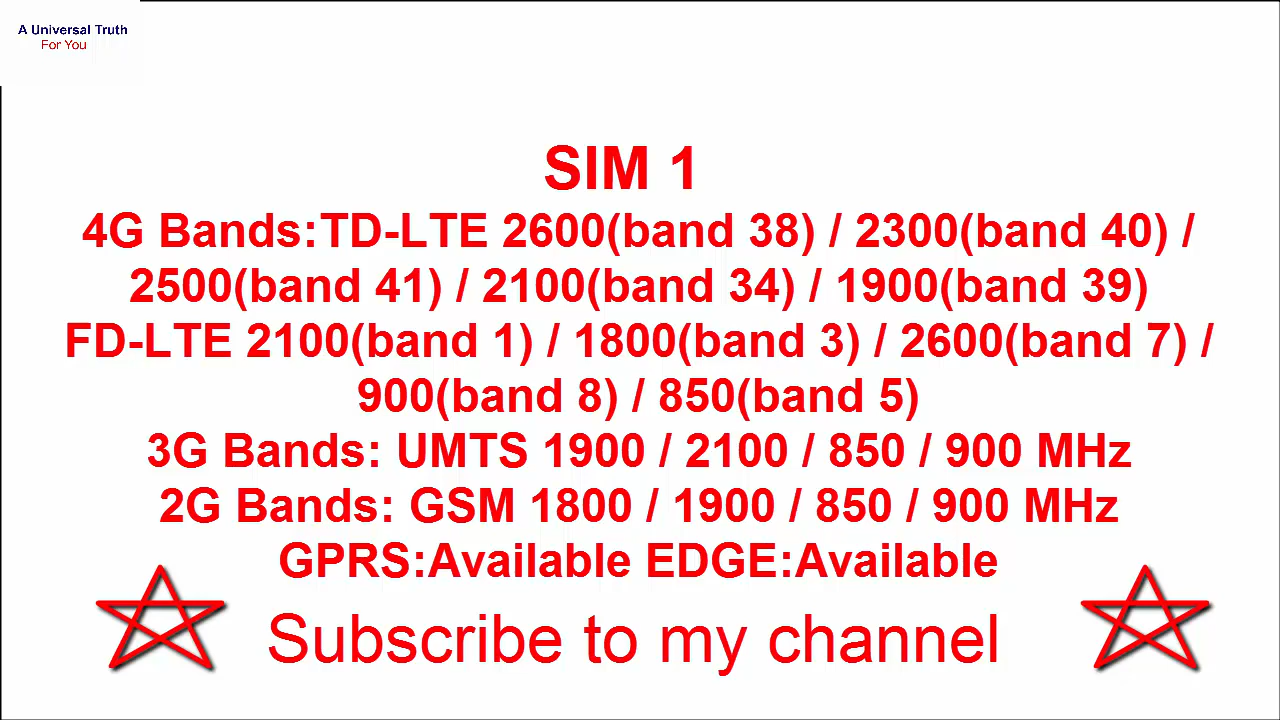 A Universal Truth
For You
SIM 1
4G Bands:TD-LTE 2600(band 38) / 2300(band 40) /
2500(band 41) / 2100(band 34) / 1900(band 39)
FD-LTE 2100(band 1) / 1800(band 3) / 2600(band 7) /
900(band 8) / 850(band 5)
3G Bands: UMTS 1900 / 2100 / 850 / 900 MHz
2G Bands: GSM 1800 / 1900 / 850 / 900 MHz
GPRS:Available EDGE:Available
Subscribe to my channel